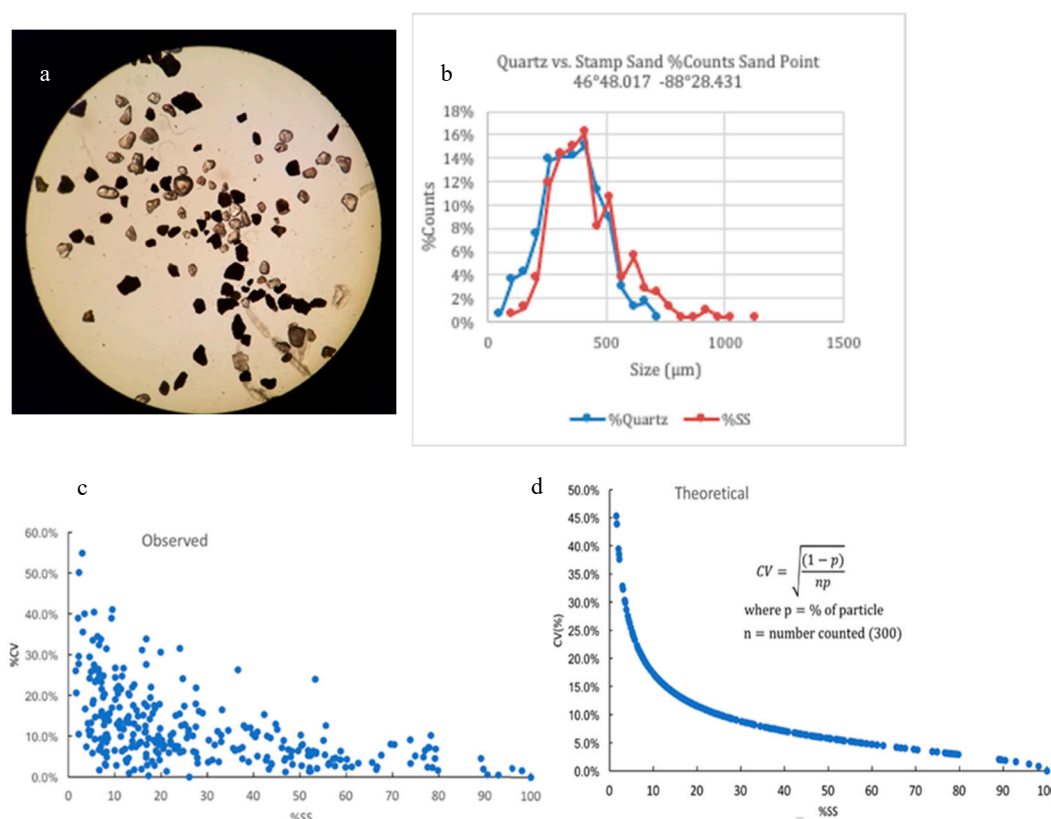 a
b
Quartz vs. Stamp Sand %Counts Sand Point
46°48.017 -88°28.431
18%
16%
14%
12%
10%
8%
6%
4%
2%
0%
%Counts
0 500 1000 1500
Size (µm)
%Quartz %SS
c
Observed
60.0%
50.0%
40.0%
30.0%
20.0%
10.0%
0.0%
%CV
0 10 20 30 40 50 60 70 80 90 100
%SS
d
Theoretical
50.0%
45.0%
40.0%
35.0%
30.0%
25.0%
20.0%
15.0%
10.0%
5.0%
0.0%
CV(%)
CV = √((1 − p)/np)
where p = % of particle
n = number counted (300)
0 10 20 30 40 50 60 70 80 90 100
%SS